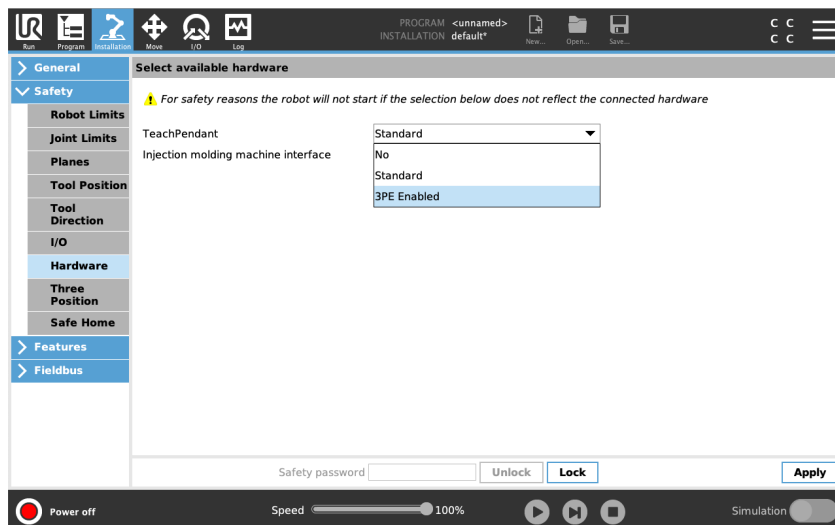 UR
PROGRAM <unnamed>
INSTALLATION default*
C C
C C
Run Program Installation Move I/O Log New... Open... Save...
General
Select available hardware
Safety
For safety reasons the robot will not start if the selection below does not reflect the connected hardware
Robot Limits
TeachPendant Standard
Joint Limits
Injection molding machine interface No
Planes
Standard
Tool Position
3PE Enabled
Tool
Direction
I/O
Hardware
Three
Position
Safe Home
Features
Fieldbus
Safety password Unlock Lock Apply
Power off Speed 100% Simulation